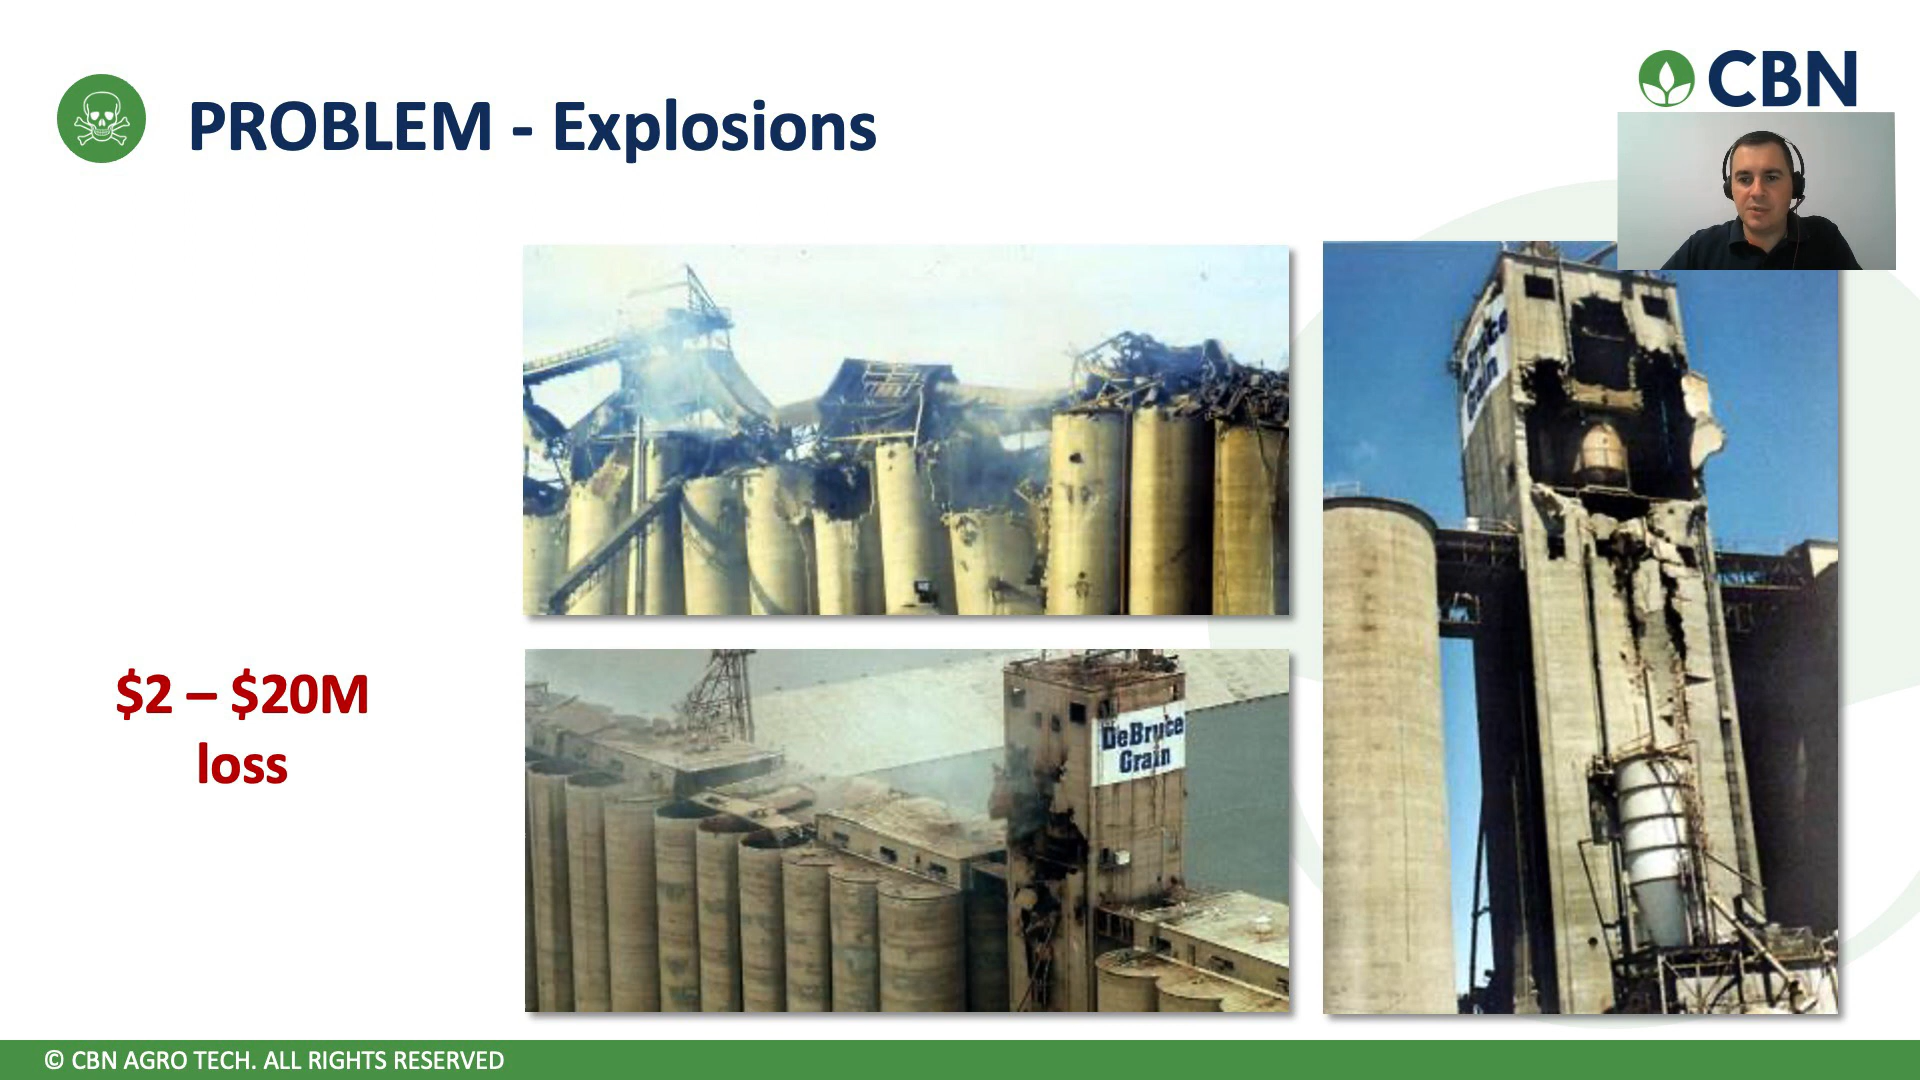 PROBLEM - Explosions
CBN
$2 – $20M
loss
DeBruce
Grain
© CBN AGRO TECH. ALL RIGHTS RESERVED